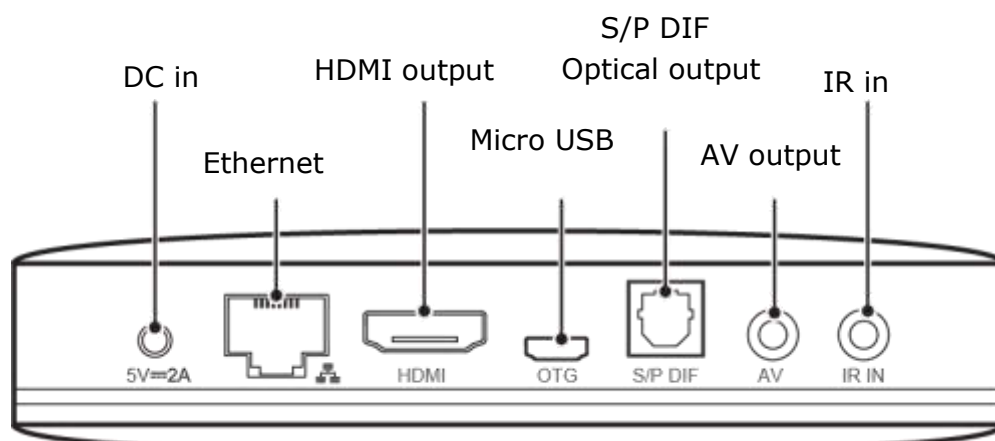 S/P DIF
DC in
HDMI output
Optical output
IR in
Micro USB
Ethernet
AV output
5V⎓2A
HDMI
OTG
S/P DIF
AV
IR IN